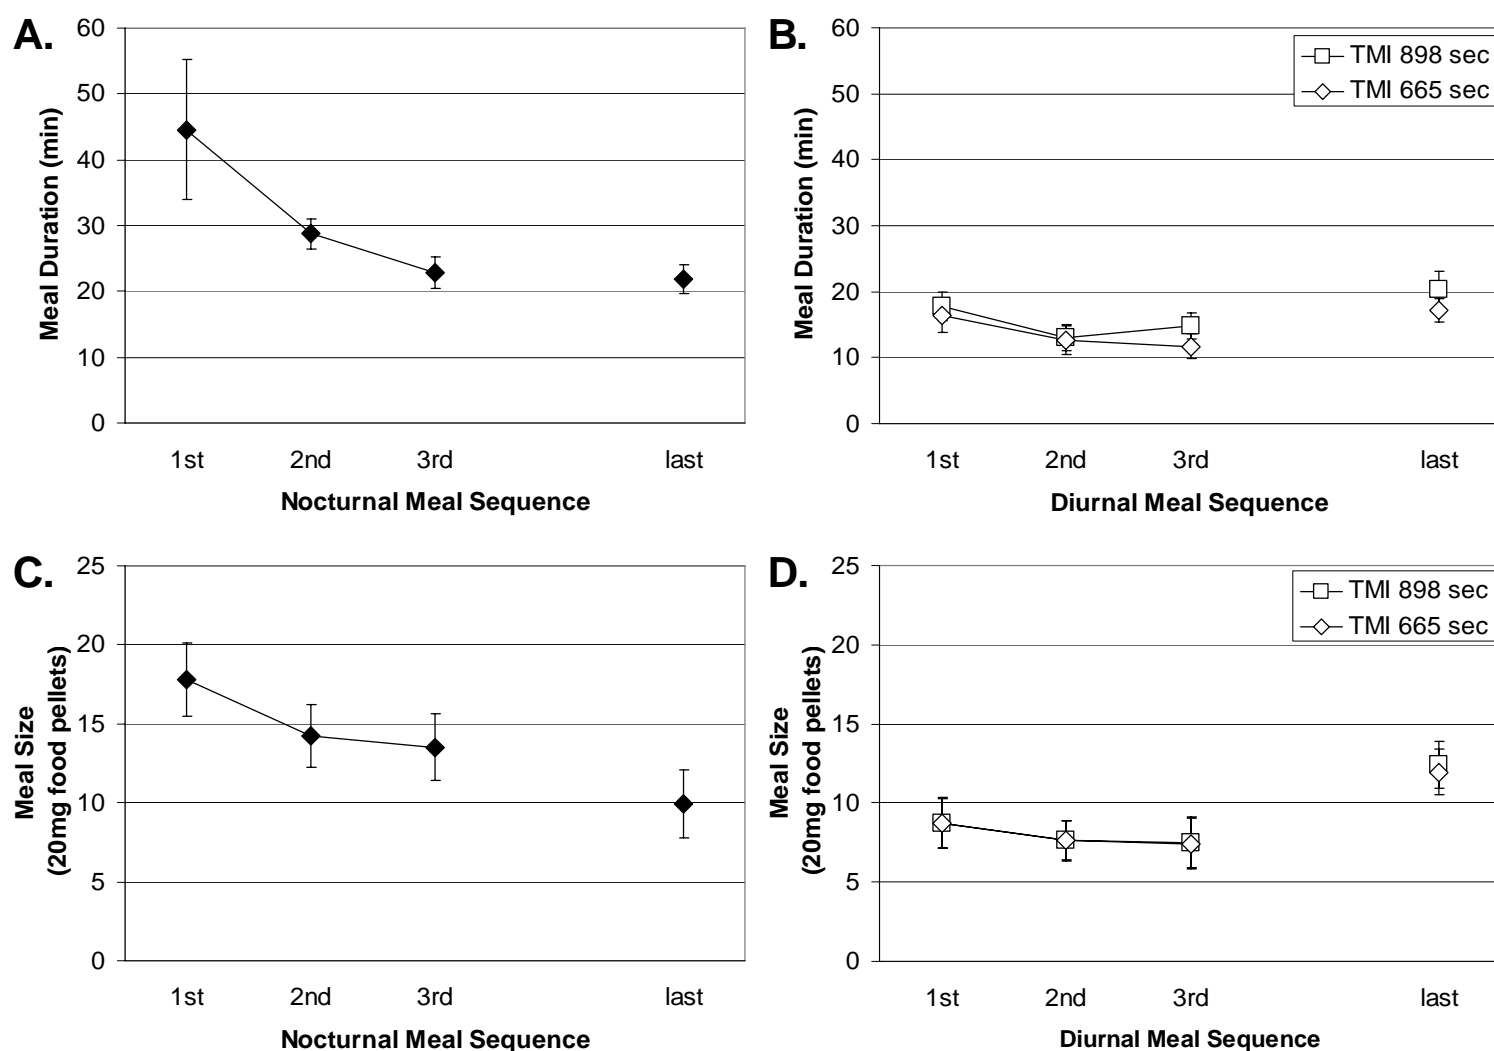 A.
60
50
40
30
20
10
0
Meal Duration (min)
1st 2nd 3rd last
Nocturnal Meal Sequence
B.
60
50
40
30
20
10
0
Meal Duration (min)
TMI 898 sec
TMI 665 sec
1st 2nd 3rd last
Diurnal Meal Sequence
C.
25
20
15
10
5
0
Meal Size
(20mg food pellets)
1st 2nd 3rd last
Nocturnal Meal Sequence
D.
25
20
15
10
5
0
Meal Size
(20mg food pellets)
TMI 898 sec
TMI 665 sec
1st 2nd 3rd last
Diurnal Meal Sequence